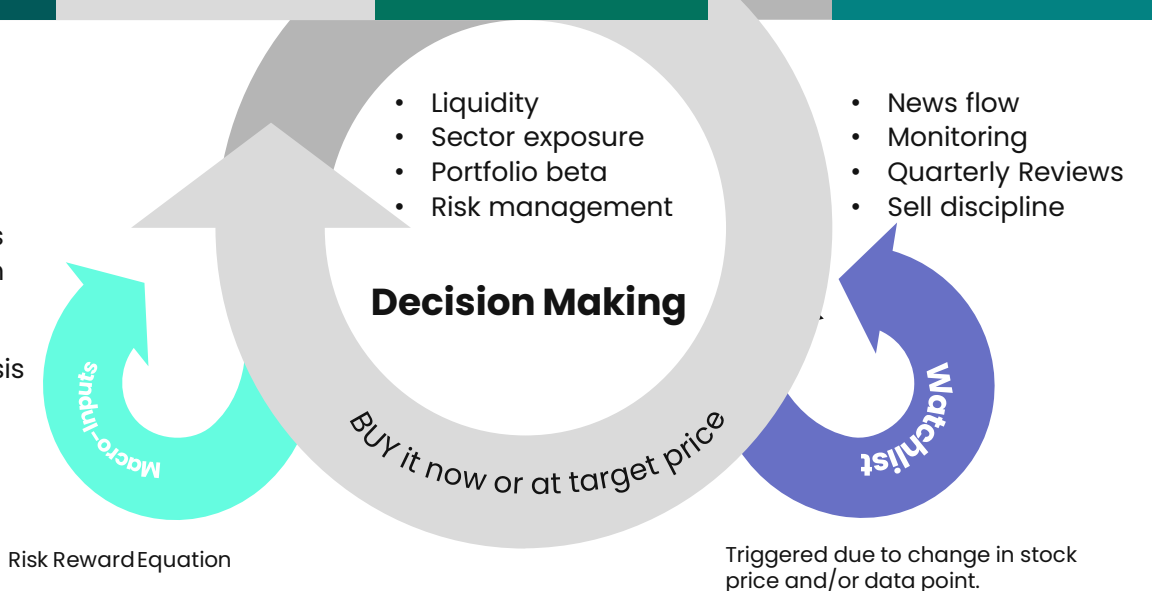 • Liquidity
• Sector exposure
• Portfolio beta
• Risk management
• News flow
• Monitoring
• Quarterly Reviews
• Sell discipline
Decision Making
BUY it now or at target price
Macro-Inputs
Watchlist
Risk Reward Equation
Triggered due to change in stock
price and/or data point.